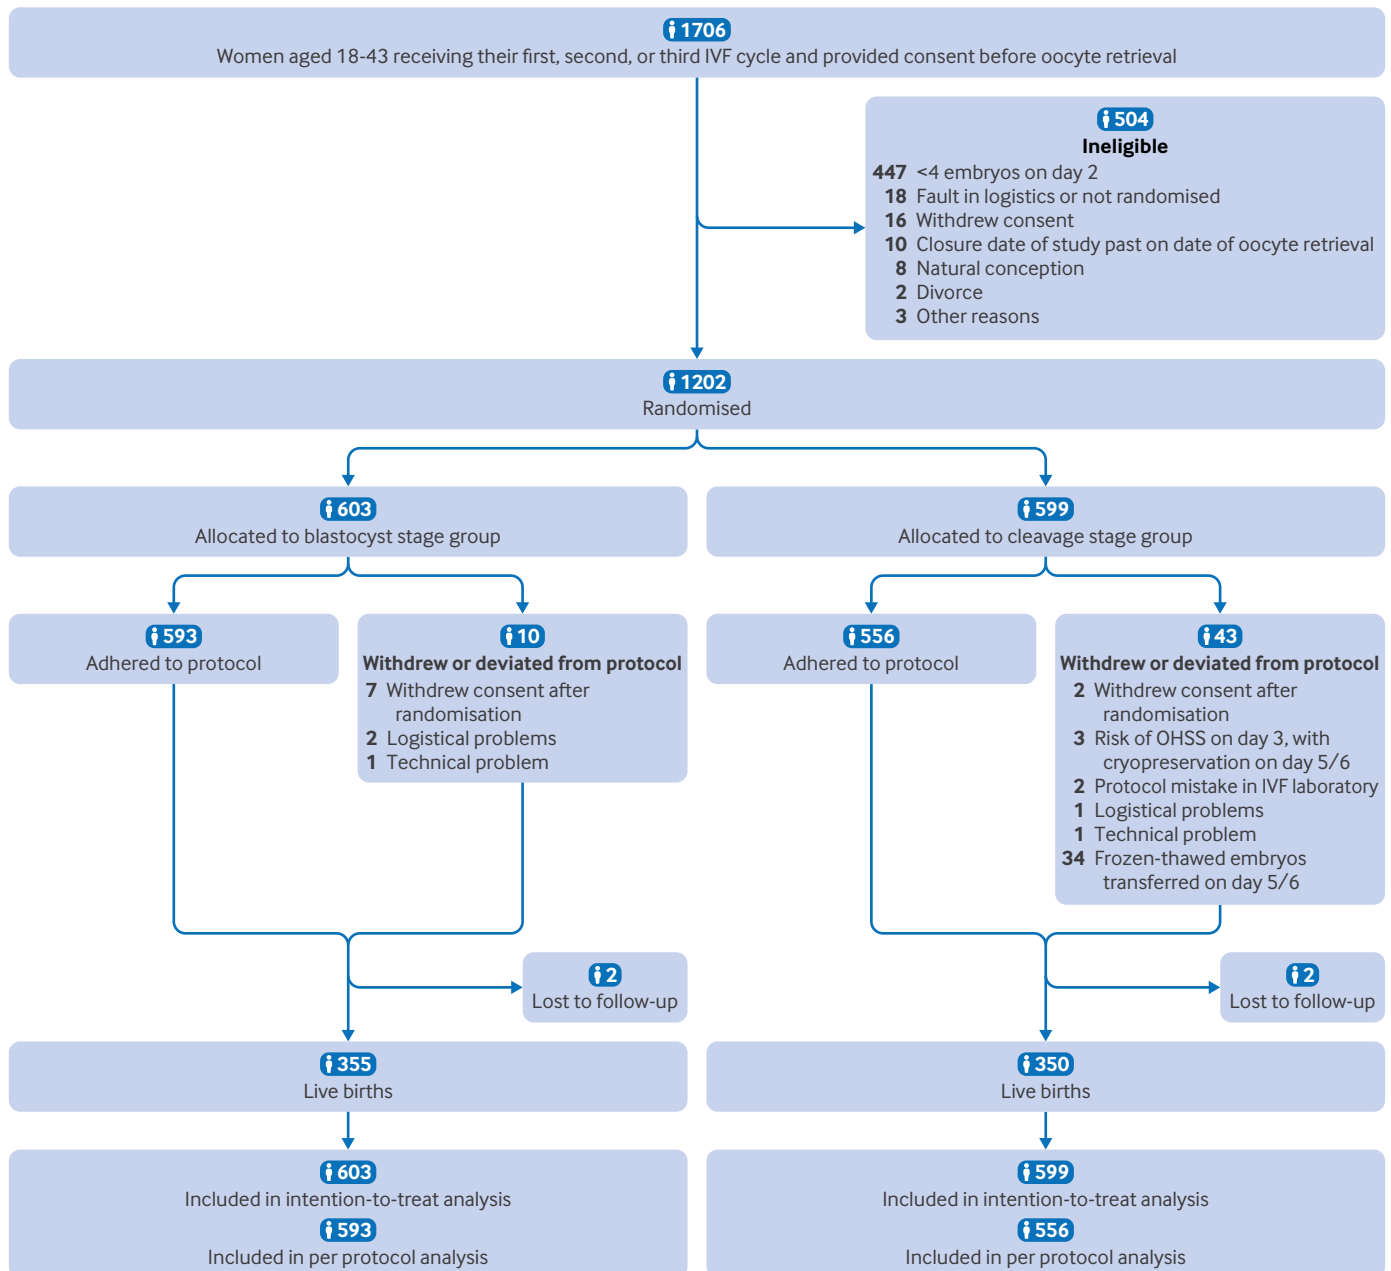 1706
Women aged 18-43 receiving their first, second, or third IVF cycle and provided consent before oocyte retrieval
504
Ineligible
447 <4 embryos on day 2
18 Fault in logistics or not randomised
16 Withdrew consent
10 Closure date of study past on date of oocyte retrieval
8 Natural conception
2 Divorce
3 Other reasons
1202
Randomised
603
Allocated to blastocyst stage group
599
Allocated to cleavage stage group
593
Adhered to protocol
10
Withdrew or deviated from protocol
7 Withdrew consent after
randomisation
2 Logistical problems
1 Technical problem
556
Adhered to protocol
43
Withdrew or deviated from protocol
2 Withdrew consent after
randomisation
3 Risk of OHSS on day 3, with
cryopreservation on day 5/6
2 Protocol mistake in IVF laboratory
1 Logistical problems
1 Technical problem
34 Frozen-thawed embryos
transferred on day 5/6
2
Lost to follow-up
2
Lost to follow-up
355
Live births
350
Live births
603
Included in intention-to-treat analysis
593
Included in per protocol analysis
599
Included in intention-to-treat analysis
556
Included in per protocol analysis